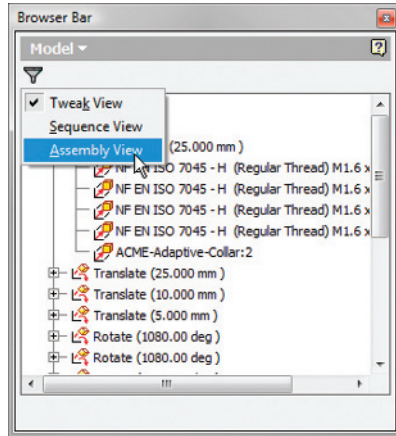 Browser Bar
Model
Tweak View
Sequence View
Assembly View
(25.000 mm )
NF EN ISO 7045 - H (Regular Thread) M1.6 x
NF EN ISO 7045 - H (Regular Thread) M1.6 x
NF EN ISO 7045 - H (Regular Thread) M1.6 x
NF EN ISO 7045 - H (Regular Thread) M1.6 x
ACME-Adaptive-Collar:2
Translate (25.000 mm )
Translate (10.000 mm )
Translate (5.000 mm )
Rotate (1080.00 deg )
Rotate (1080.00 deg )